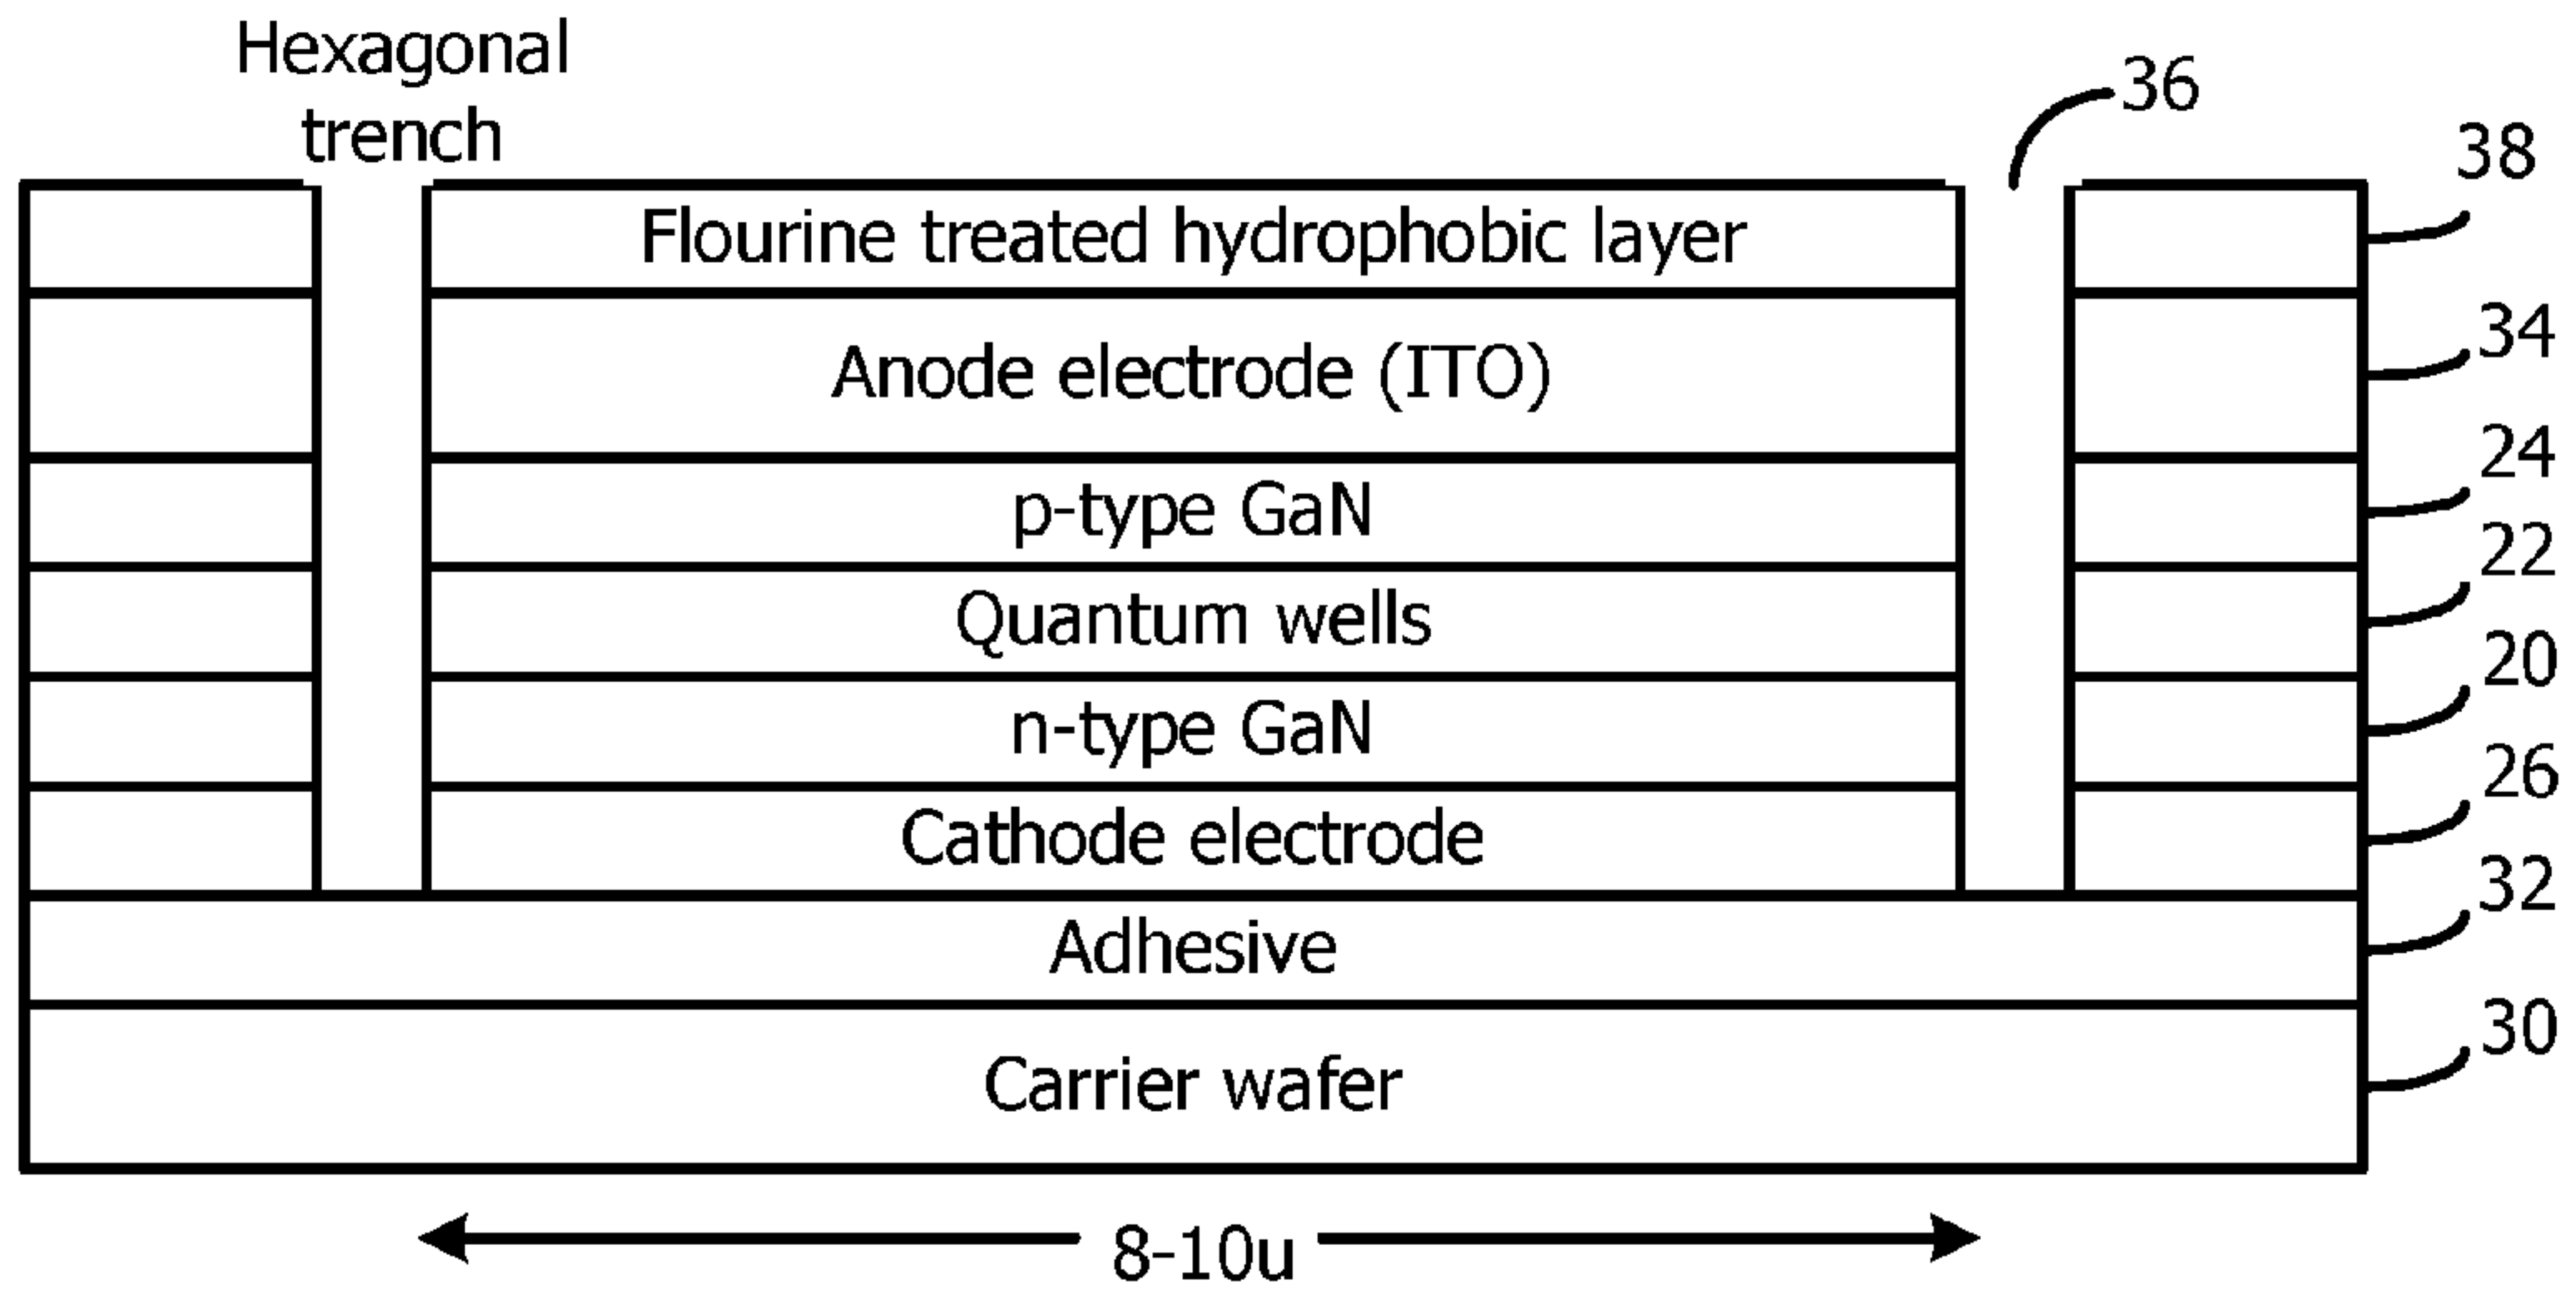 Hexagonal
trench
36
38
Flourine treated hydrophobic layer
34
Anode electrode (ITO)
24
p-type GaN
22
Quantum wells
20
n-type GaN
26
Cathode electrode
32
Adhesive
30
Carrier wafer
8-10u